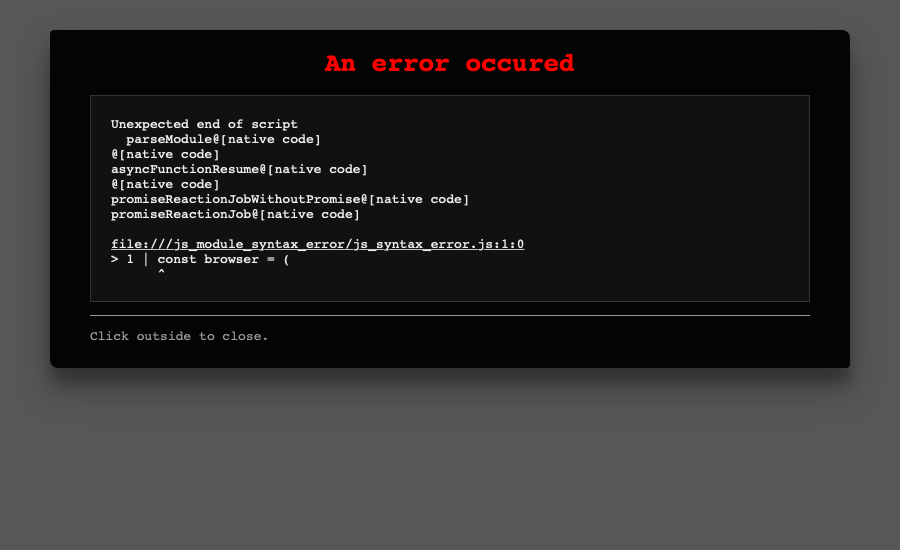 An error occured
Unexpected end of script
  parseModule@[native code]
@[native code]
asyncFunctionResume@[native code]
@[native code]
promiseReactionJobWithoutPromise@[native code]
promiseReactionJob@[native code]
file:///js_module_syntax_error/js_syntax_error.js:1:0
> 1 | const browser = (
      ^
Click outside to close.